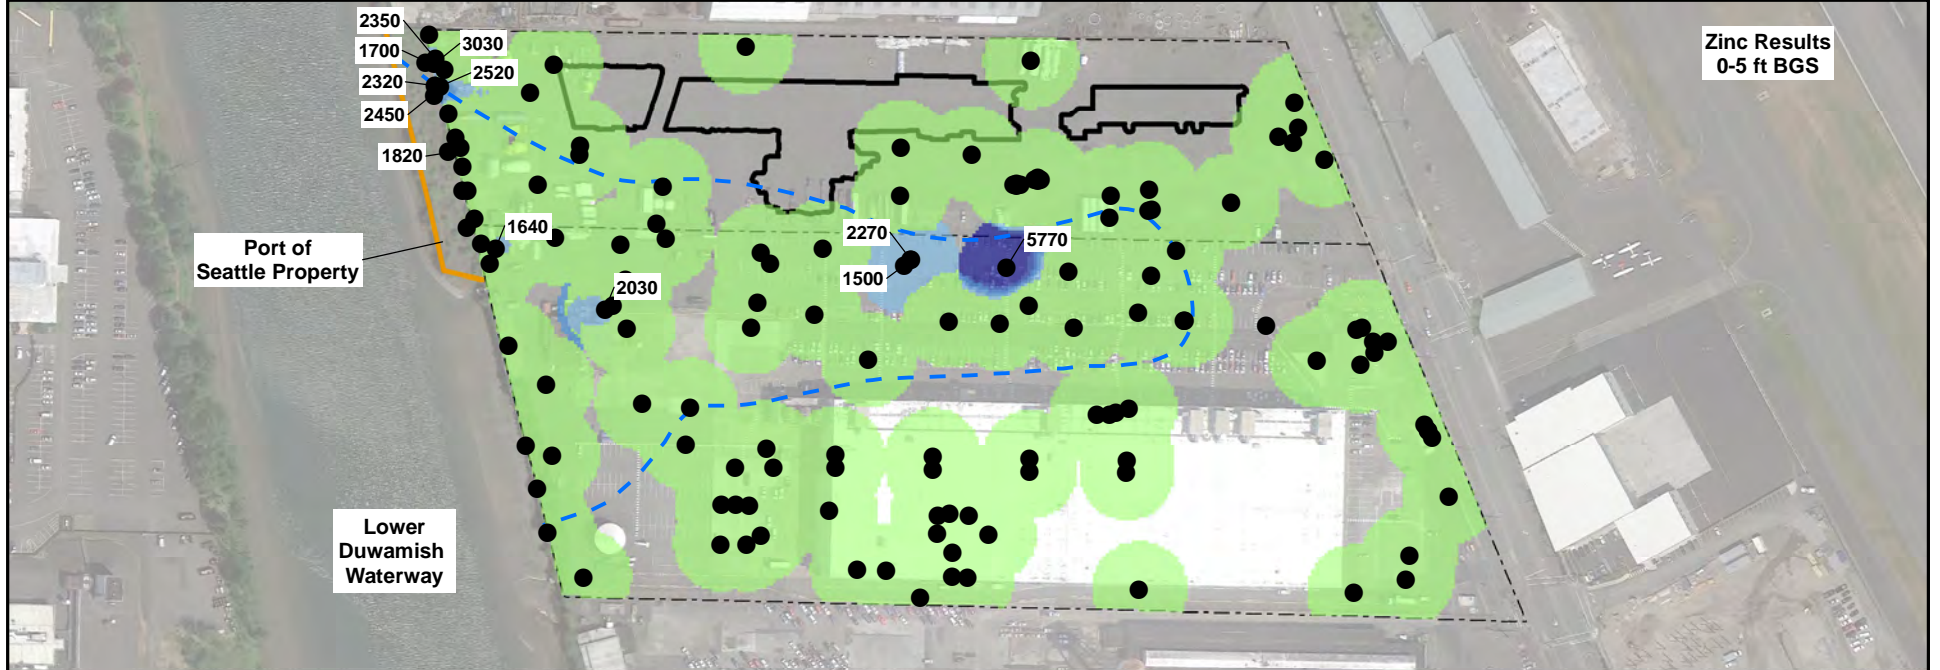 2350
1700
3030
2320
2520
2450
1820
Zinc Results
0-5 ft BGS
Port of
Seattle Property
1640
2030
2270
1500
5770
Lower
Duwamish
Waterway